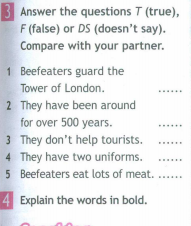 3 Answer the questions T (true),
F (false) or DS (doesn't say).
Compare with your partner.
1 Beefeaters guard the
Tower of London. ......
2 They have been around
for over 500 years. ......
3 They don't help tourists. ......
4 They have two uniforms. ......
5 Beefeaters eat lots of meat. ......
4 Explain the words in bold.